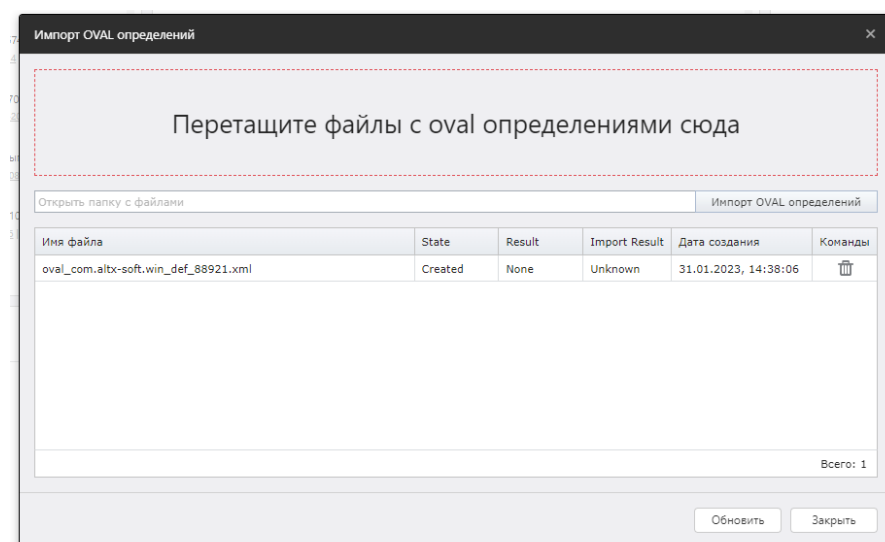 Импорт OVAL определений
Перетащите файлы с oval определениями сюда
Открыть папку с файлами
Импорт OVAL определений
Имя файла State Result Import Result Дата создания Команды
oval_com.altx-soft.win_def_88921.xml Created None Unknown 31.01.2023, 14:38:06
Всего: 1
Обновить Закрыть